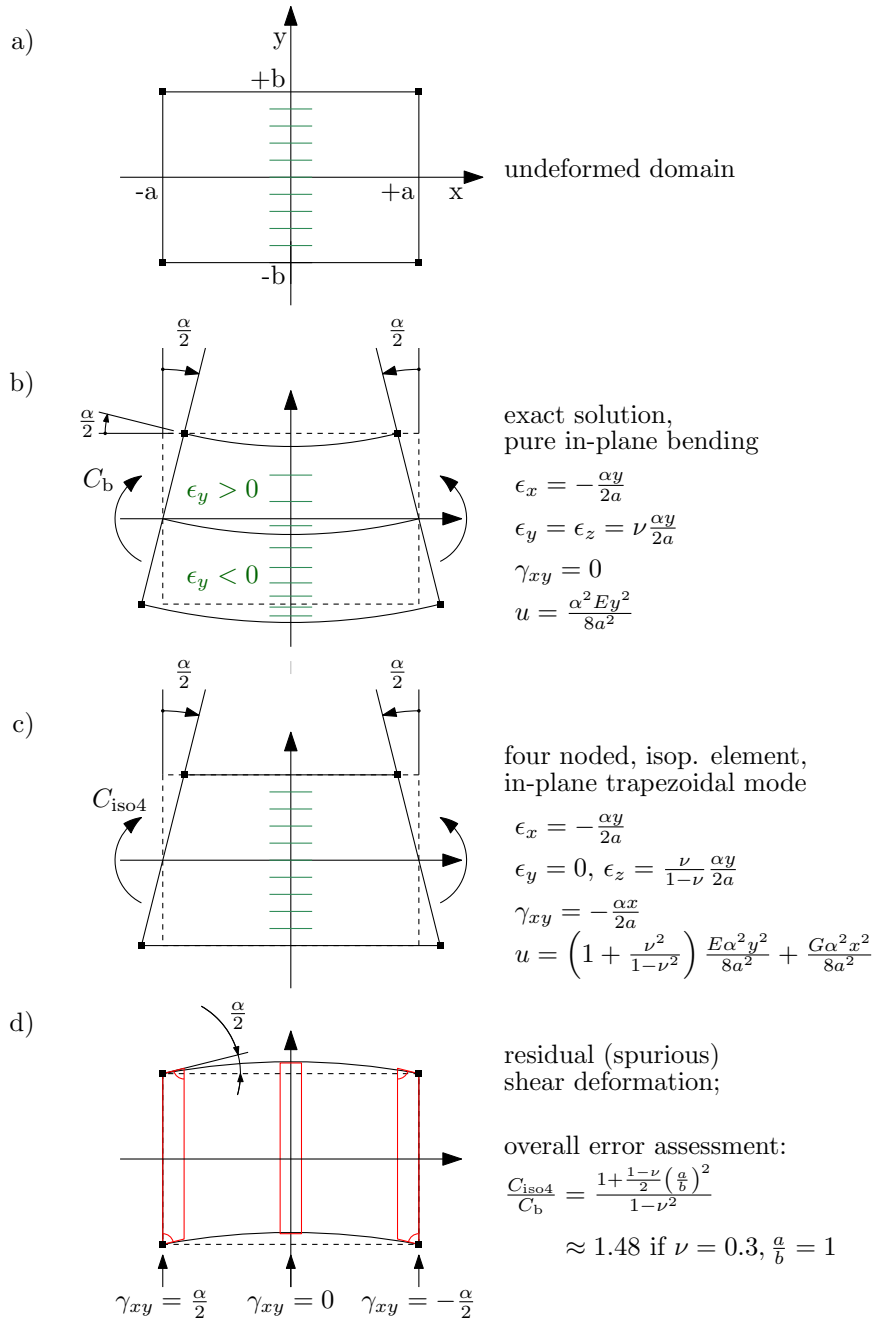 a)
y
+b
-a
+a
x
-b
undeformed domain
b)
α/2
α/2
α/2
C_b
ϵ_y > 0
ϵ_y < 0
exact solution,
pure in-plane bending
ϵ_x = −αy/2a
ϵ_y = ϵ_z = ν αy/2a
γ_xy = 0
u = α²Ey²/8a²
c)
α/2
α/2
C_iso4
four noded, isop. element,
in-plane trapezoidal mode
ϵ_x = −αy/2a
ϵ_y = 0, ϵ_z = ν/(1−ν) αy/2a
γ_xy = −αx/2a
u = (1 + ν²/(1−ν²)) Eα²y²/8a² + Gα²x²/8a²
d)
α/2
residual (spurious)
shear deformation;
overall error assessment:
C_iso4/C_b = (1+ (1−ν)/2 (a/b)²)/(1−ν²)
≈ 1.48 if ν = 0.3, a/b = 1
γ_xy = α/2
γ_xy = 0
γ_xy = −α/2